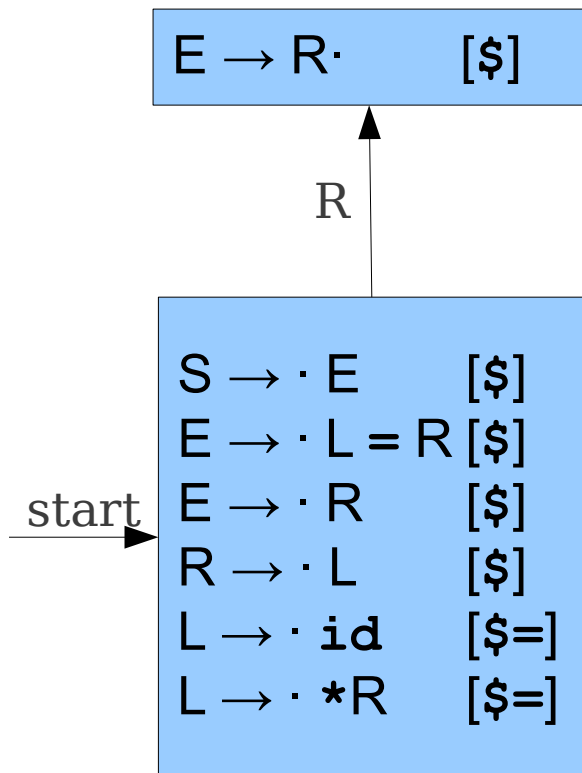 E → R· [$]
R
S → · E [$]
E → · L = R [$]
E → · R [$]
start
R → · L [$]
L → · id [$=]
L → · *R [$=]